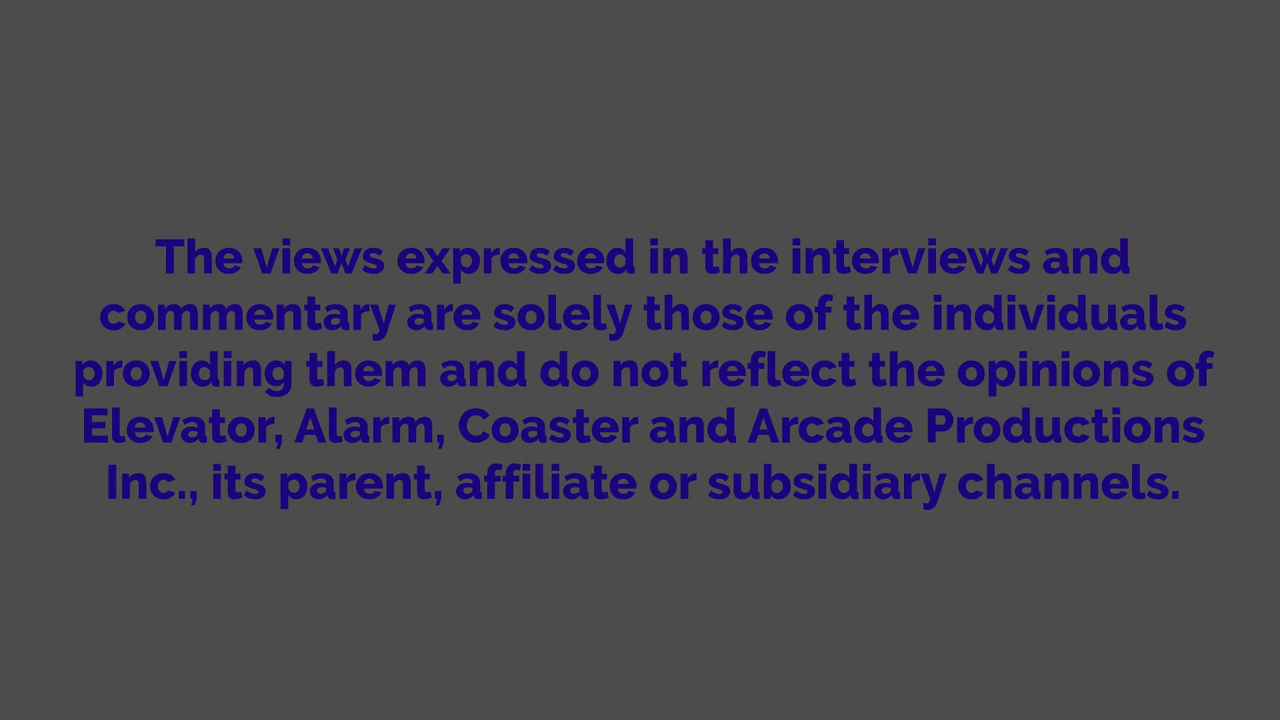 The views expressed in the interviews and
commentary are solely those of the individuals
providing them and do not reflect the opinions of
Elevator, Alarm, Coaster and Arcade Productions
Inc., its parent, affiliate or subsidiary channels.